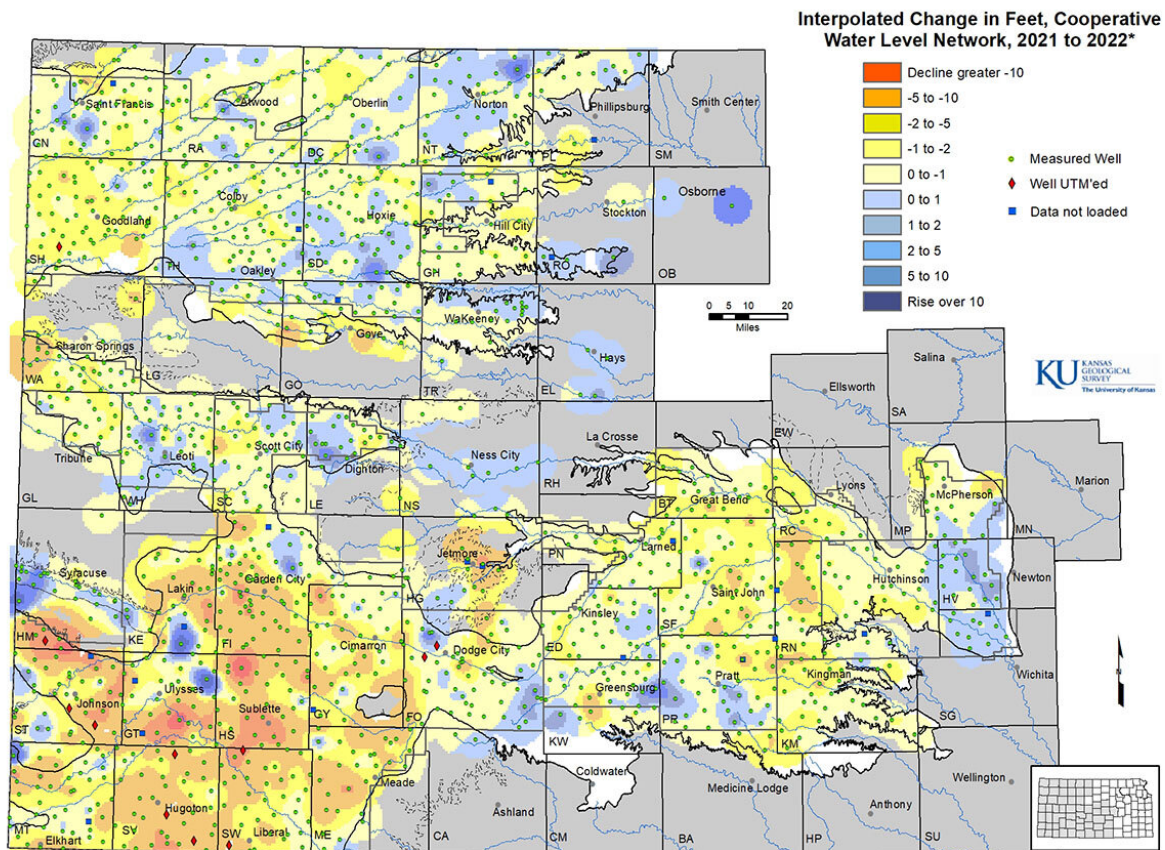 Interpolated Change in Feet, Cooperative
Water Level Network, 2021 to 2022*
Decline greater -10
-5 to -10
-2 to -5
-1 to -2
0 to -1
0 to 1
1 to 2
2 to 5
5 to 10
Rise over 10
Measured Well
Well UTM'ed
Data not loaded
0 5 10 20
Miles
KU KANSAS
GEOLOGICAL
SURVEY
The University of Kansas
Saint Francis
Atwood
Oberlin
Norton
Phillipsburg
Smith Center
CN
RA
DC
NT
PL
SM
Goodland
Colby
Hoxie
Hill City
Stockton
Osborne
SH
TH
Oakley
SD
GH
RO
OB
Sharon Springs
Gove
WaKeeney
Hays
WA
LG
GO
TR
EL
Ellsworth
Salina
SA
EW
Tribune
Leoti
Scott City
Dighton
Ness City
La Crosse
GL
WH
SC
LE
NS
RH
BT
Great Bend
Lyons
McPherson
Marion
RC
MP
MN
Syracuse
Lakin
Garden City
Jetmore
PN
Larned
Hutchinson
Newton
HM
KE
FI
HG
Cimarron
Dodge City
Kinsley
Saint John
HV
ED
SF
RN
Johnson
Ulysses
Sublette
Greensburg
Pratt
Kingman
Wichita
ST
GT
HS
GY
FO
KW
PR
KM
SG
Hugoton
Liberal
Meade
Ashland
Coldwater
Medicine Lodge
Anthony
Wellington
MT
Elkhart
SV
SW
ME
CA
CM
BA
HP
SU